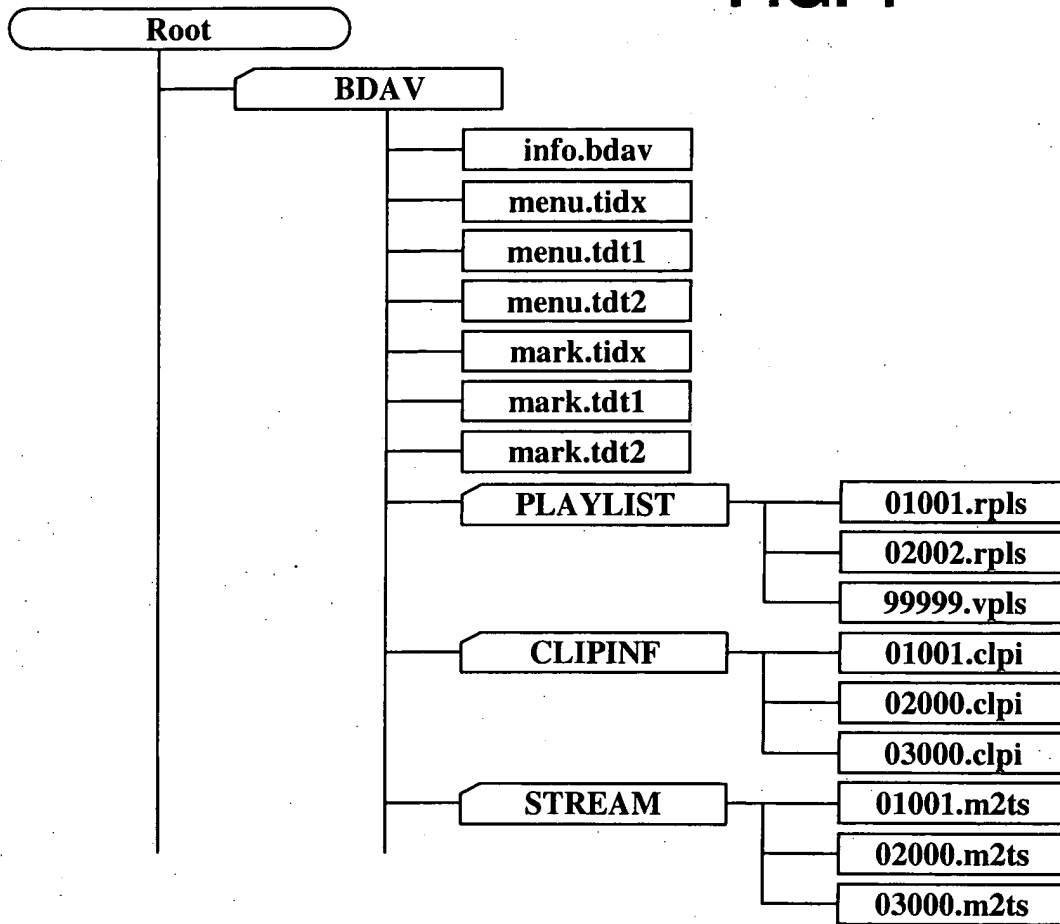 Root
BDAV
info.bdav
menu.tidx
menu.tdt1
menu.tdt2
mark.tidx
mark.tdt1
mark.tdt2
PLAYLIST
01001.rpls
02002.rpls
99999.vpls
CLIPINF
01001.clpi
02000.clpi
03000.clpi
STREAM
01001.m2ts
02000.m2ts
03000.m2ts